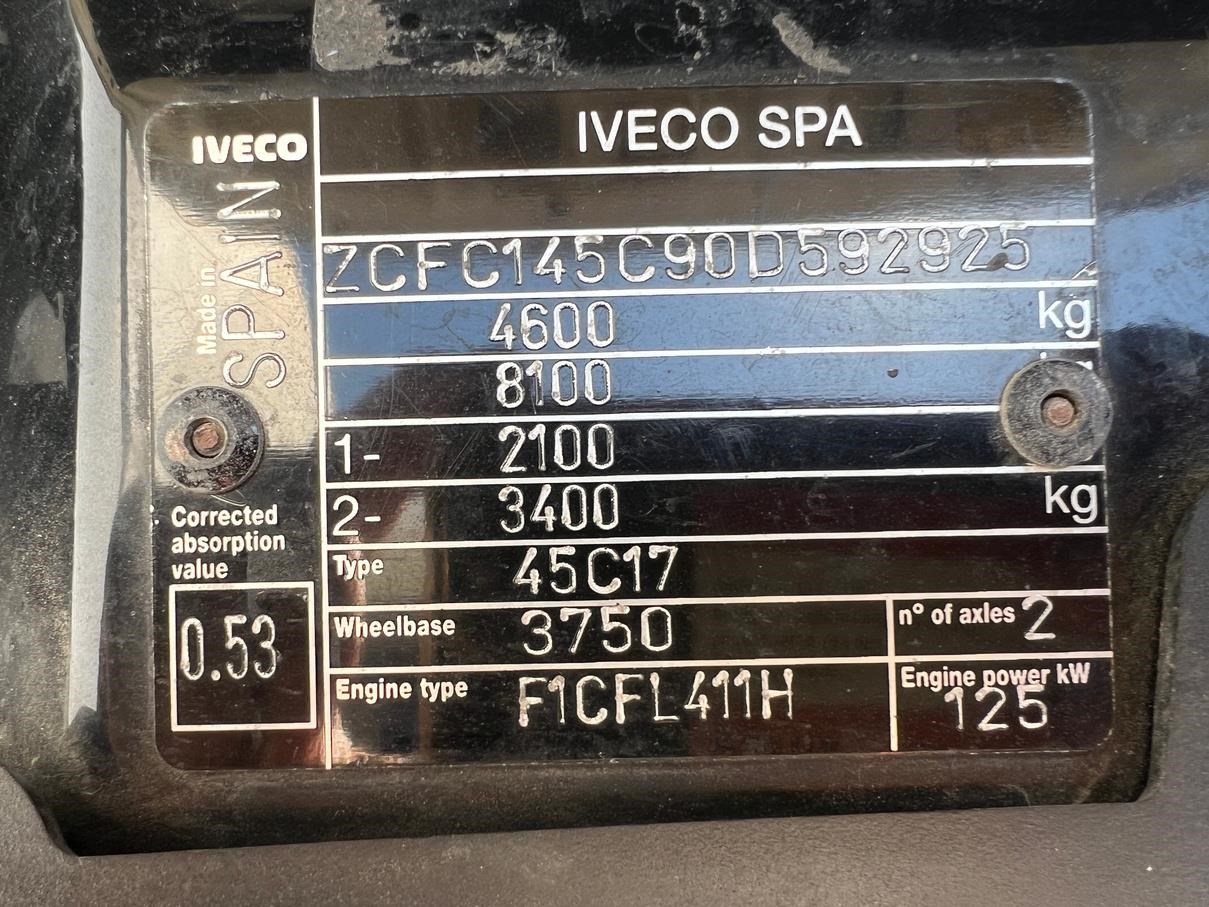 IVECO
Made in SPAIN
IVECO SPA
ZCFC145C90D592925
4600 kg
8100
1- 2100
2- 3400 kg
Type 45C17
Wheelbase 3750 n° of axles 2
Engine type F1CFL411H Engine power kW 125
Corrected
absorption
value
0.53